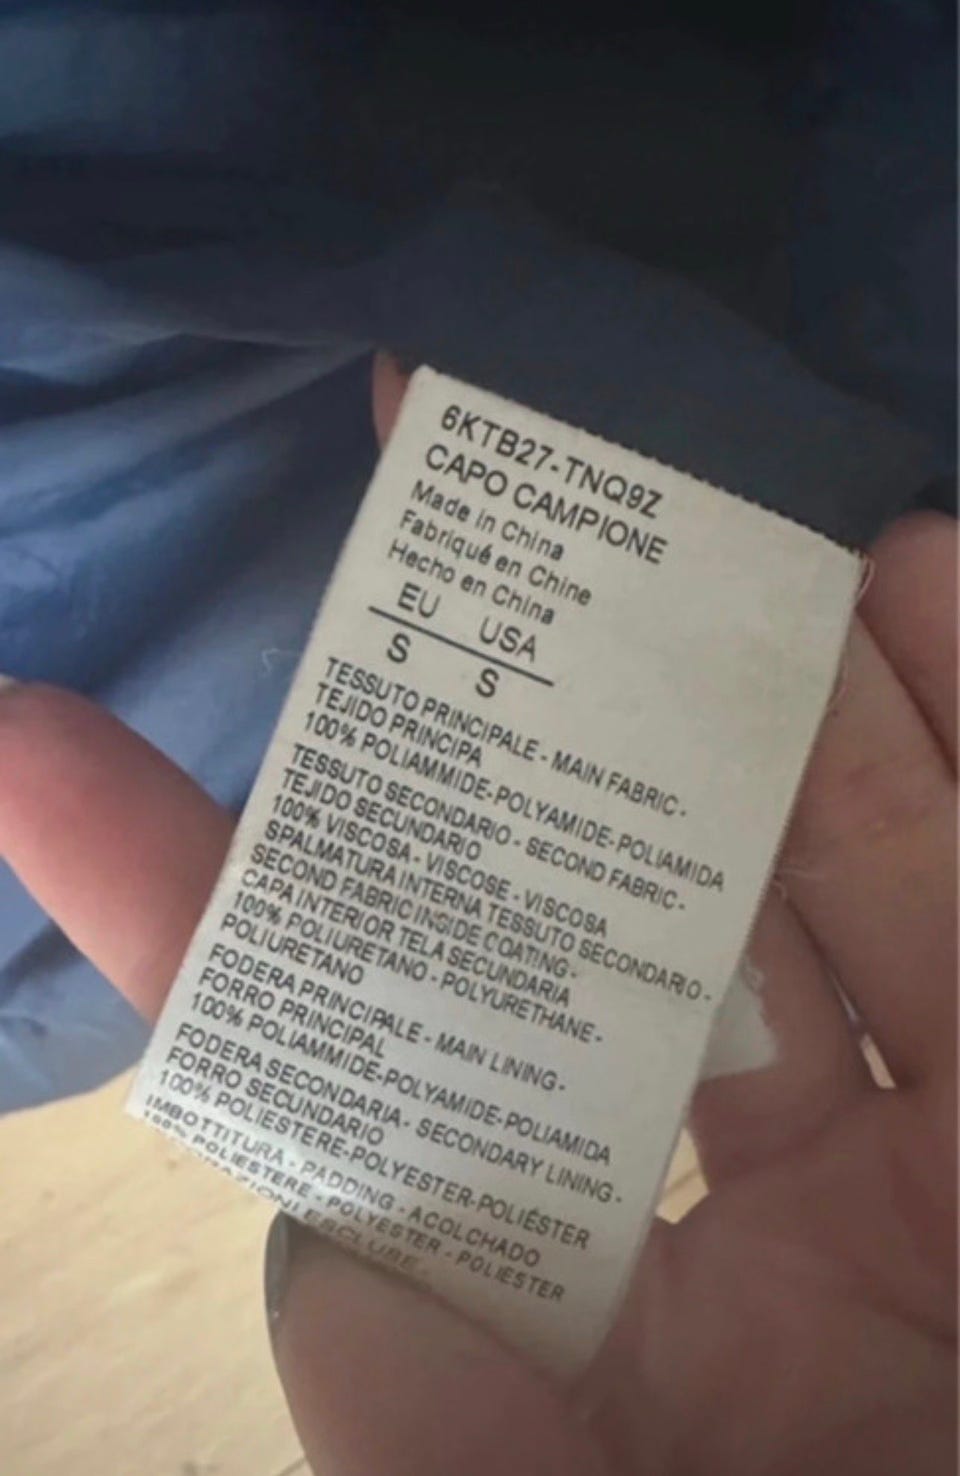 6KTB27-TNQ9Z
CAPO CAMPIONE
Made in China
Fabriqué en Chine
Hecho en China
EU USA
S S
TESSUTO PRINCIPALE - MAIN FABRIC -
TEJIDO PRINCIPA
100% POLIAMMIDE-POLYAMIDE-POLIAMIDA
TESSUTO SECONDARIO - SECOND FABRIC -
TEJIDO SECUNDARIO
100% VISCOSA - VISCOSE - VISCOSA
SPALMATURA INTERNA TESSUTO SECONDARIO -
SECOND FABRIC INSIDE COATING-
CAPA INTERIOR TELA SECUNDARIA
100% POLIURETANO - POLYURETHANE -
POLIURETANO
FODERA PRINCIPALE - MAIN LINING-
FORRO PRINCIPAL
100% POLIAMMIDE-POLYAMIDE-POLIAMIDA
FODERA SECONDARIA - SECONDARY LINING -
FORRO SECUNDARIO
100% POLIESTERE-POLYESTER-POLIÉSTER
IMBOTTITURA - PADDING - ACOLCHADO
100% POLIESTERE - POLYESTER - POLIÉSTER
ESCLUSE -